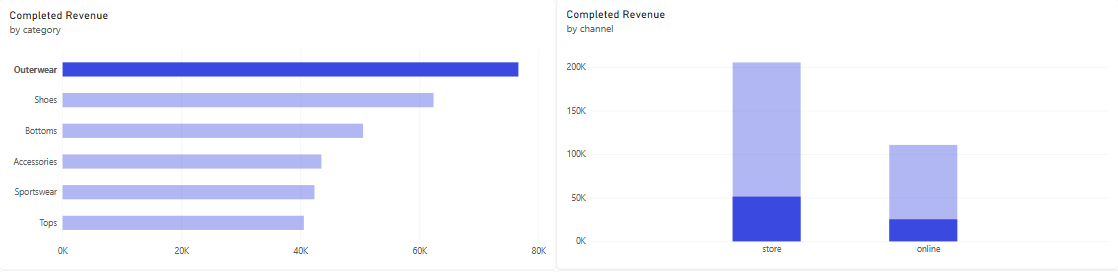 Completed Revenue
by category
Outerwear
Shoes
Bottoms
Accessories
Sportswear
Tops
0K 20K 40K 60K 80K
Completed Revenue
by channel
200K
150K
100K
50K
0K
store online